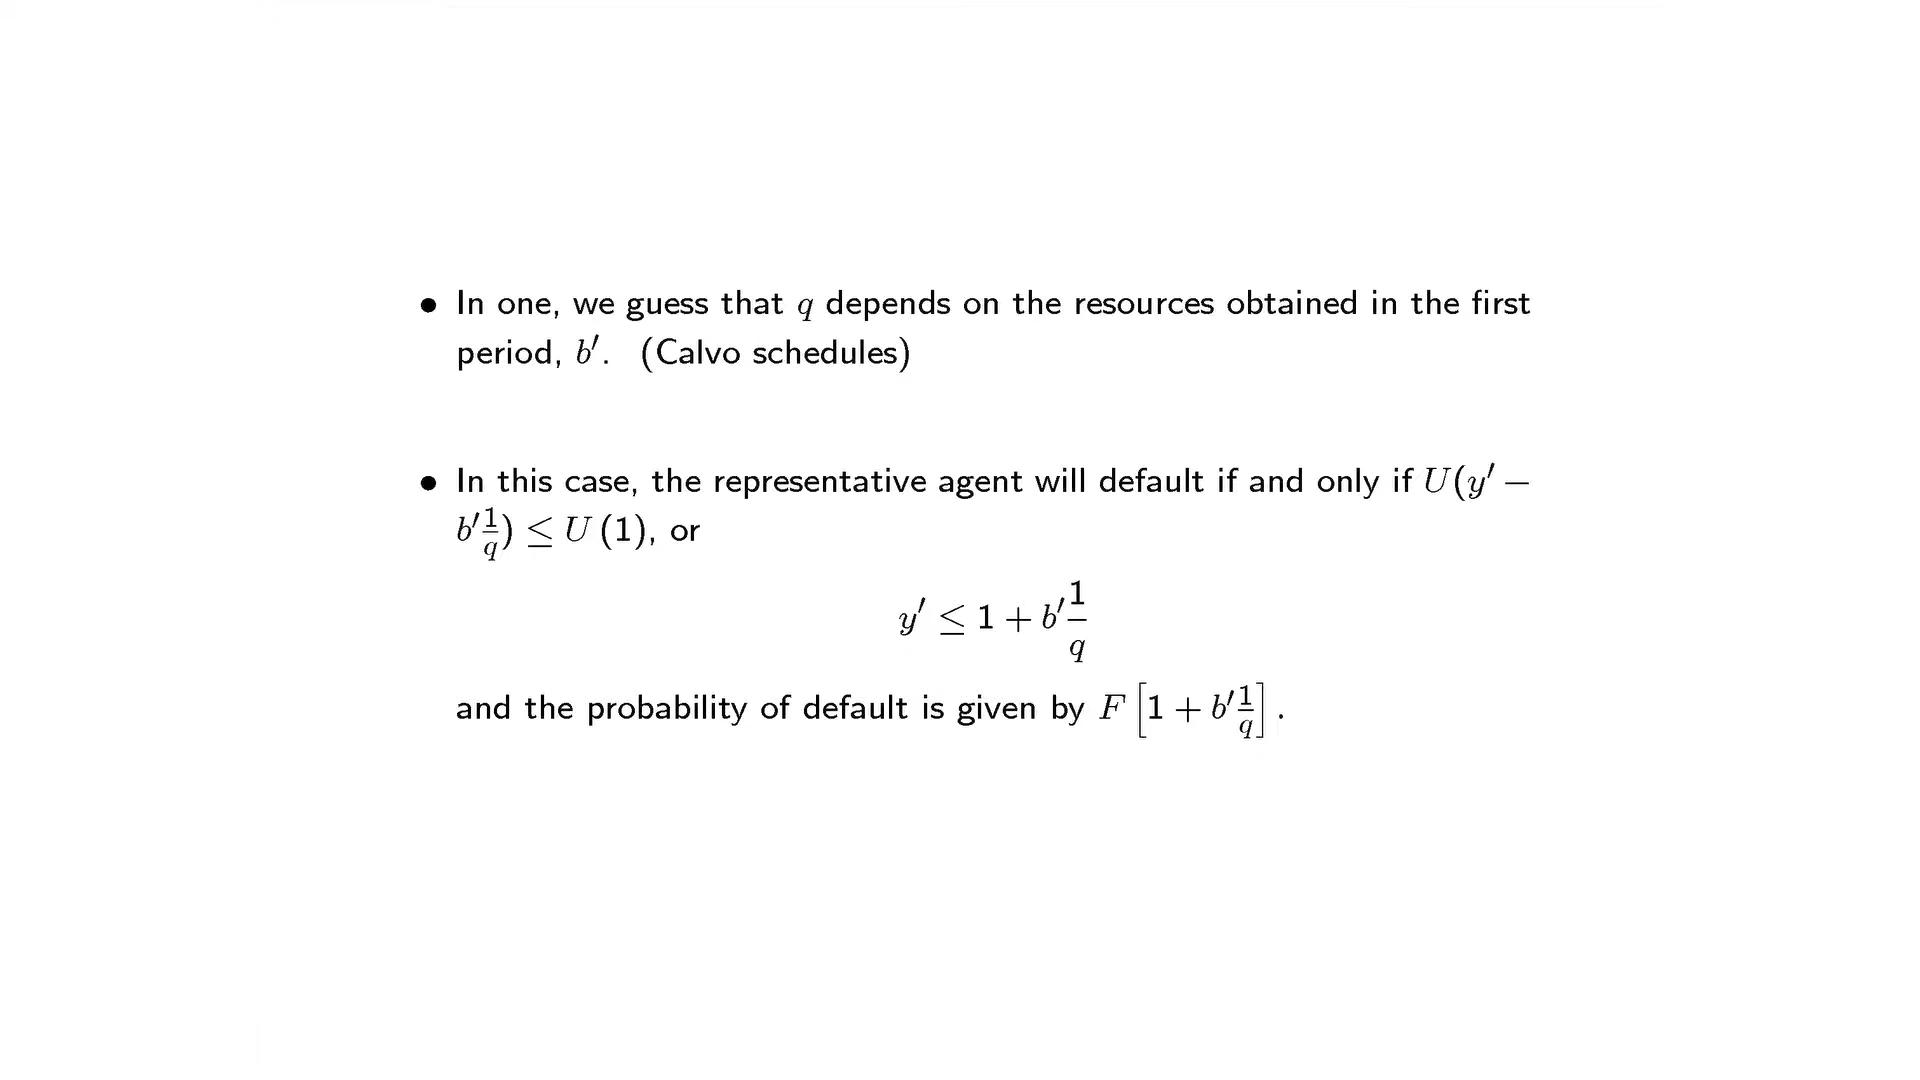 • In one, we guess that q depends on the resources obtained in the first
period, b′. (Calvo schedules)
• In this case, the representative agent will default if and only if U(y′ −
b′ 1/q) ≤ U (1), or
y′ ≤ 1 + b′ 1/q
and the probability of default is given by F [1 + b′ 1/q] .